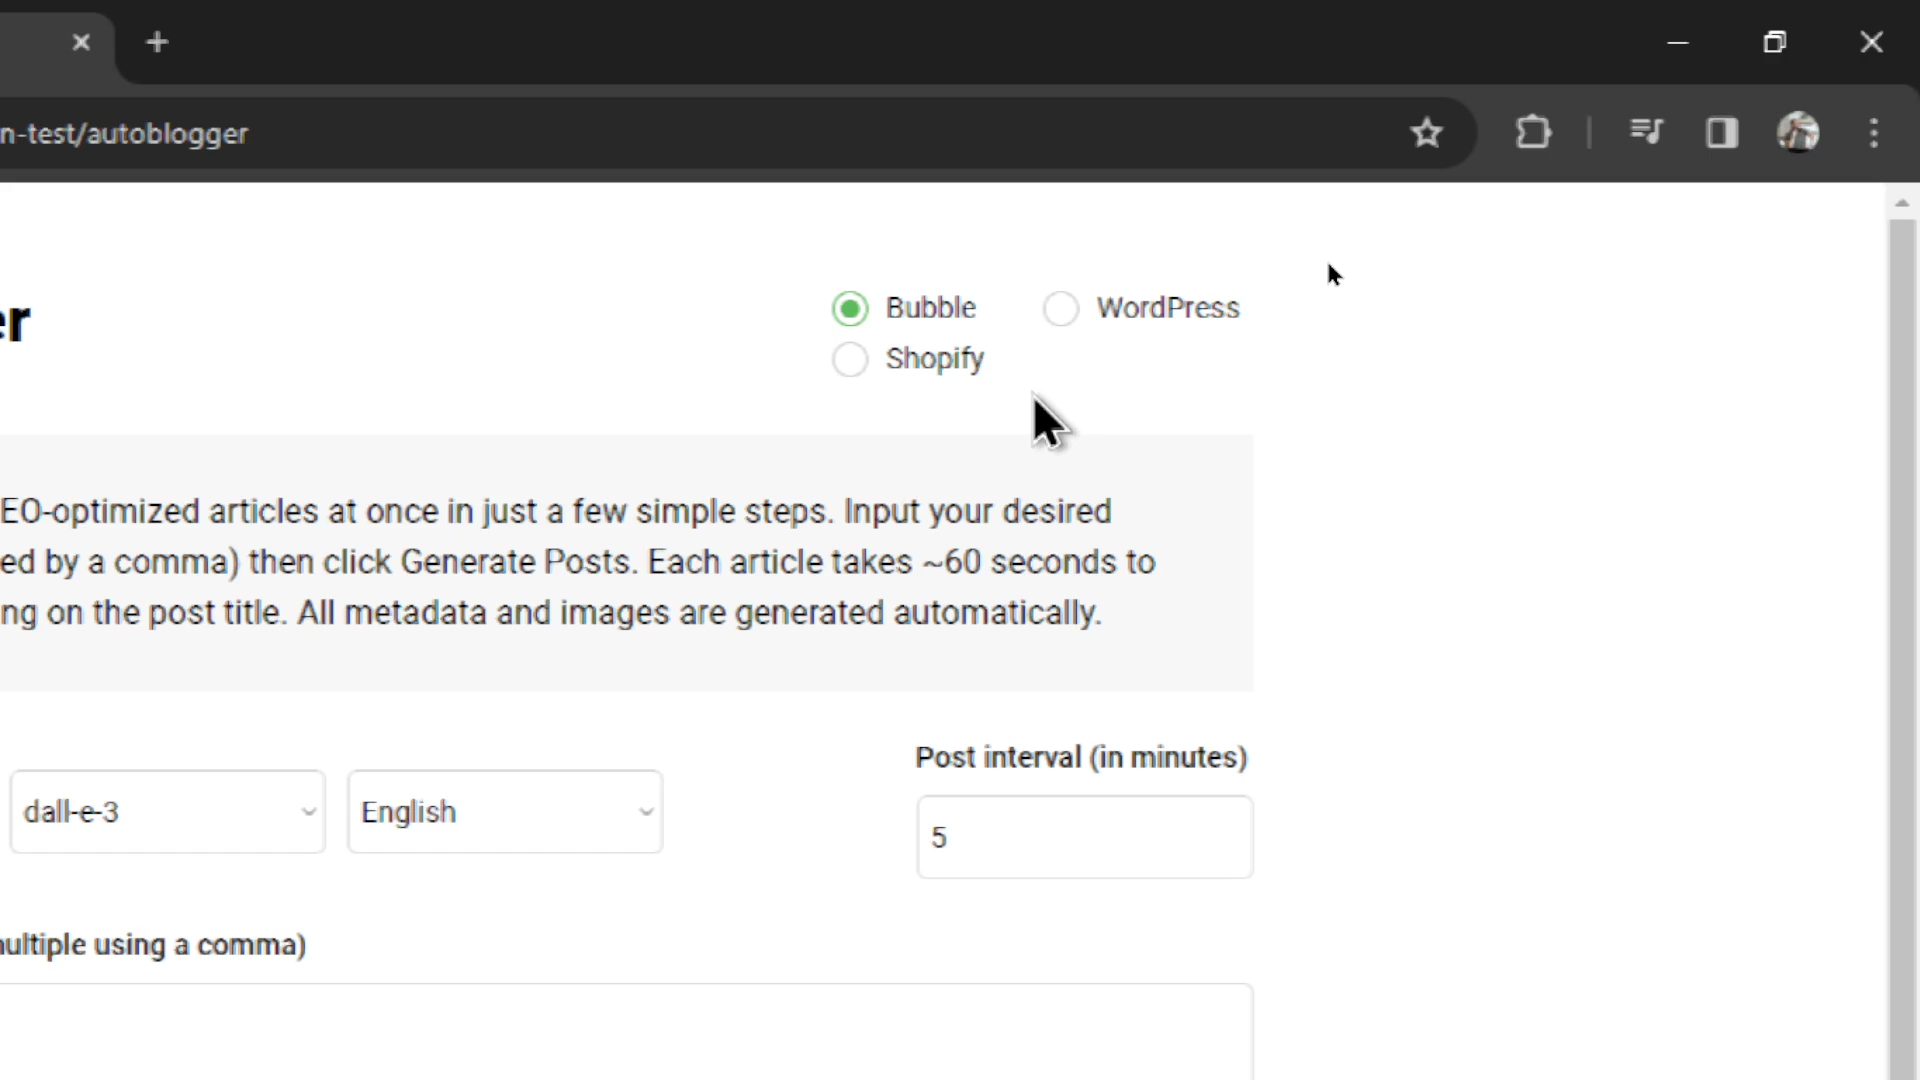 n-test/autoblogger
er
Bubble
WordPress
Shopify
EO-optimized articles at once in just a few simple steps. Input your desired
ed by a comma) then click Generate Posts. Each article takes ~60 seconds to
ng on the post title. All metadata and images are generated automatically.
Post interval (in minutes)
dall-e-3
English
5
ultiple using a comma)